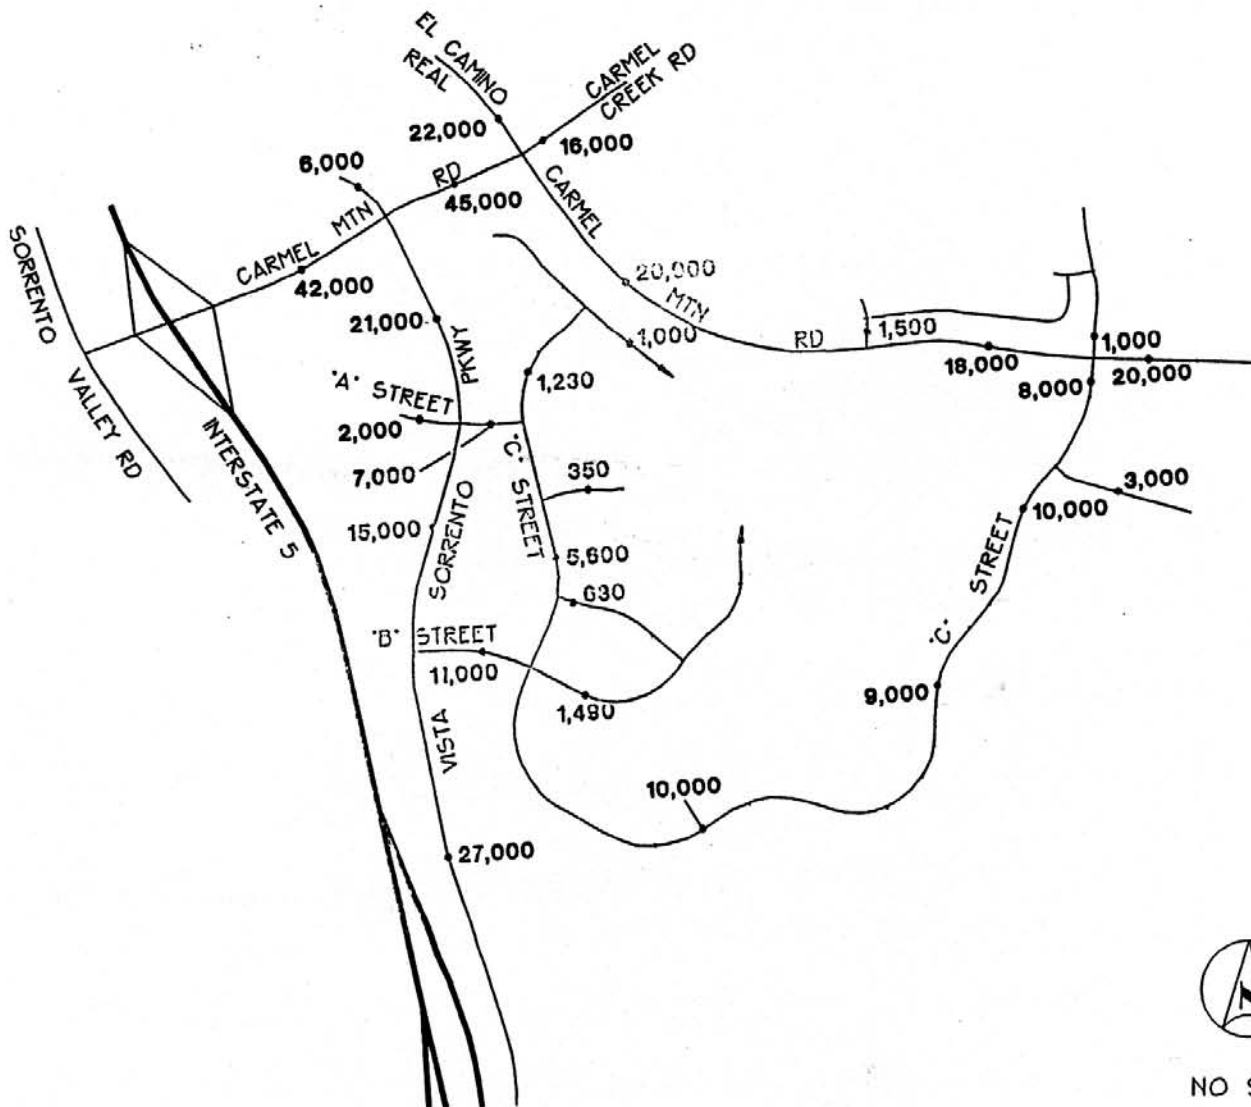 EL CAMINO
REAL
CARMEL
CREEK RD
22,000
16,000
6,000
RD
45,000
CARMEL
MTN
SORRENTO
CARMEL
42,000
20,000
MTN
21,000
PKWY
1,000
RD
1,500
18,000
1,000
20,000
8,000
"A" STREET
1,230
2,000
VALLEY RD
INTERSTATE 5
7,000
"C" STREET
350
3,000
10,000
15,000
SORRENTO
5,600
STREET
630
"B" STREET
"C"
11,000
1,490
9,000
VISTA
10,000
27,000
NO